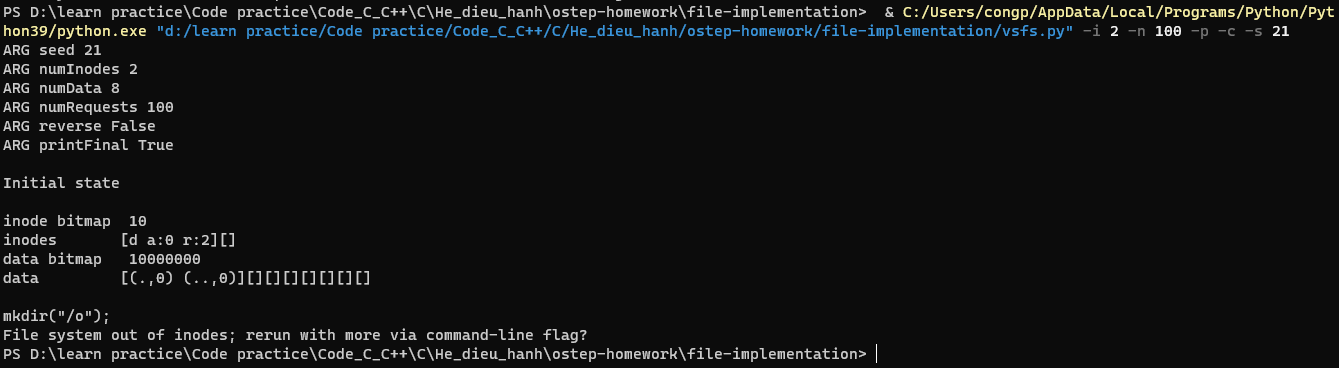 PS D:\learn practice\Code practice\Code_C_C++\C\He_dieu_hanh\ostep-homework\file-implementation>  & C:/Users/congp/AppData/Local/Programs/Python/Pyt
hon39/python.exe "d:/learn practice/Code practice/Code_C_C++/C/He_dieu_hanh/ostep-homework/file-implementation/vsfs.py" -i 2 -n 100 -p -c -s 21
ARG seed 21
ARG numInodes 2
ARG numData 8
ARG numRequests 100
ARG reverse False
ARG printFinal True
Initial state
inode bitmap  10
inodes       [d a:0 r:2][]
data bitmap   10000000
data         [(.,0) (..,0)][][][][][][][]
mkdir("/o");
File system out of inodes; rerun with more via command-line flag?
PS D:\learn practice\Code practice\Code_C_C++\C\He_dieu_hanh\ostep-homework\file-implementation>